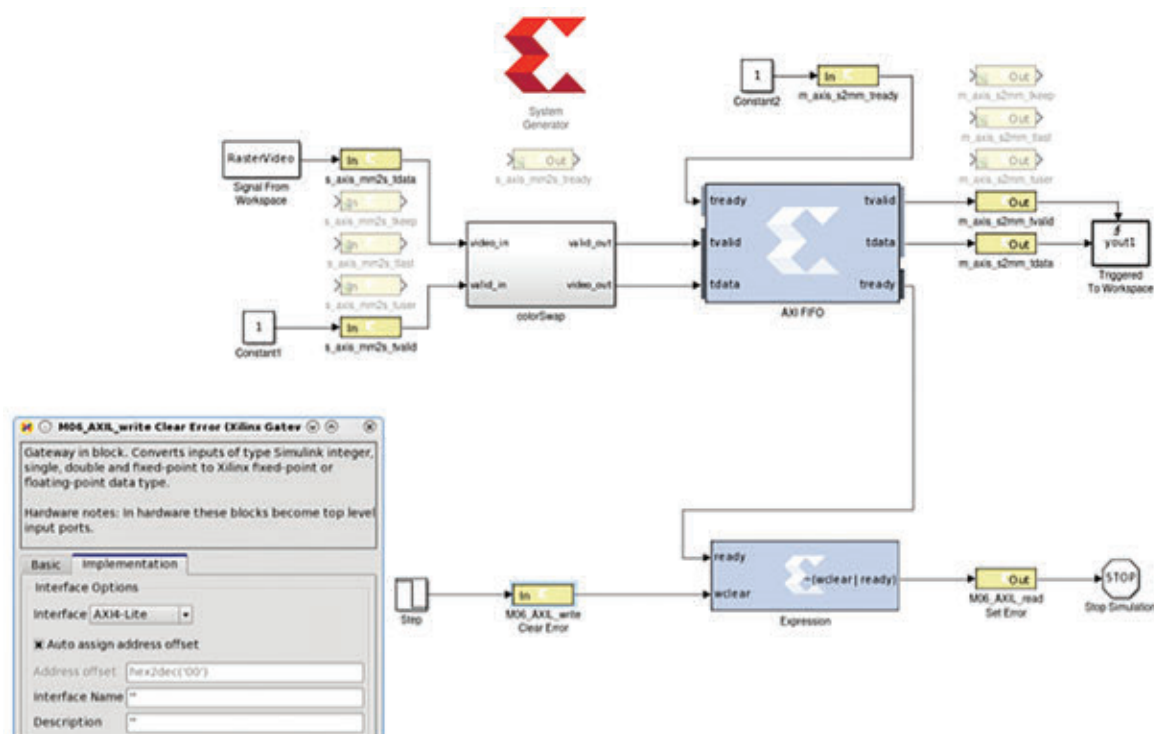 System
Generator
1
Constant2
In
m_axis_s2mm_tready
Out
m_axis_s2mm_tkeep
Out
m_axis_s2mm_tlast
Out
m_axis_s2mm_tuser
RasterVideo
Signal From
Workspace
In
s_axis_mm2s_tdata
Out
s_axis_mm2s_tready
In
s_axis_mm2s_tkeep
In
s_axis_mm2s_tlast
In
s_axis_mm2s_tuser
1
Constant1
In
s_axis_mm2s_tvalid
video_in
valid_out
valid_in
video_out
colorSwap
tready
tvalid
tvalid
tdata
tdata
tready
AXI FIFO
Out
m_axis_s2mm_tvalid
Out
m_axis_s2mm_tdata
yout1
Triggered
To Workspace
M06_AXIL_write Clear Error (Xilinx Gatev
Gateway in block. Converts inputs of type Simulink integer,
single, double and fixed-point to Xilinx fixed-point or
floating-point data type.
Hardware notes: In hardware these blocks become top level
input ports.
Basic
Implementation
Interface Options
Interface AXI4-Lite
Auto assign address offset
Address offset hex2dec('00')
Interface Name ''
Description ''
Step
In
M06_AXIL_write
Clear Error
ready
wclear
~(wclear | ready)
Expression
Out
M06_AXIL_read
Set Error
STOP
Stop Simulation